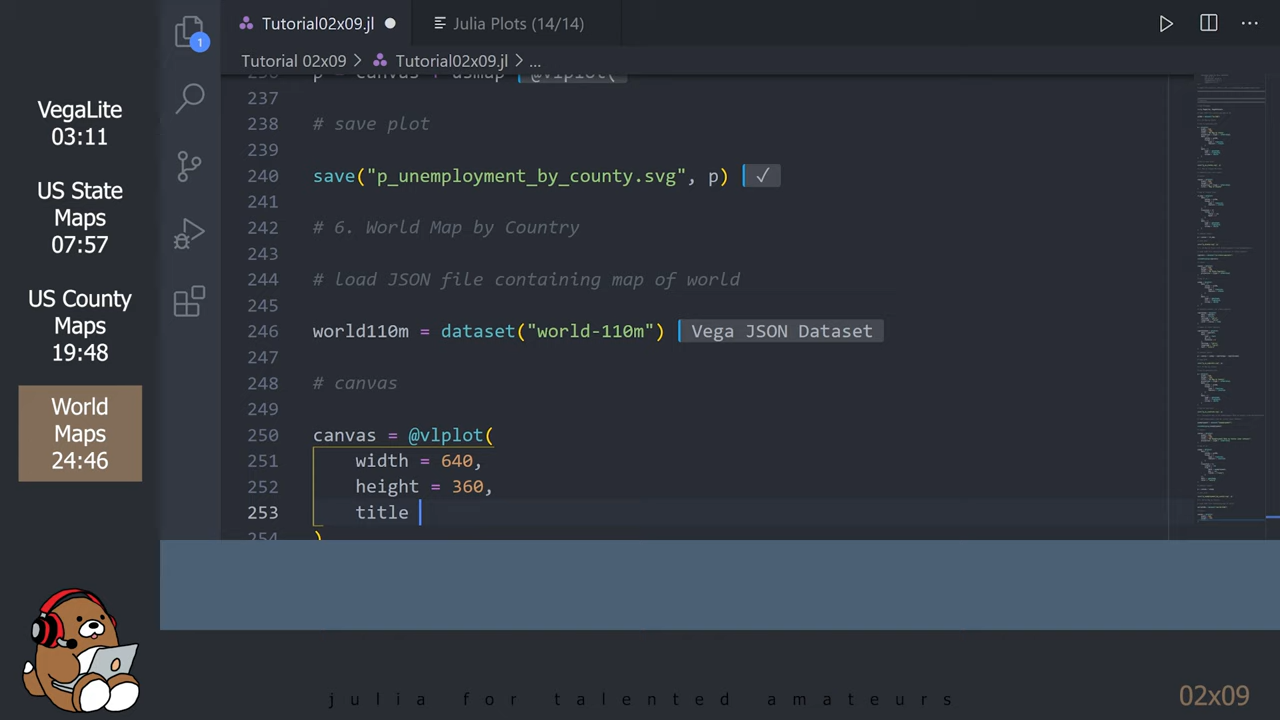 Tutorial02x09.jl
Julia Plots (14/14)
1
Tutorial 02x09 > Tutorial02x09.jl > ...
VegaLite
03:11
US State
Maps
07:57
US County
Maps
19:48
World
Maps
24:46
p = canvas + usmap @vlplot(
237
238 # save plot
239
240 save("p_unemployment_by_county.svg", p) ✓
241
242 # 6. World Map by Country
243
244 # load JSON file containing map of world
245
246 world110m = dataset("world-110m") Vega JSON Dataset
247
248 # canvas
249
250 canvas = @vlplot(
251 width = 640,
252 height = 360,
253 title
254 )
julia for talented amateurs
02x09